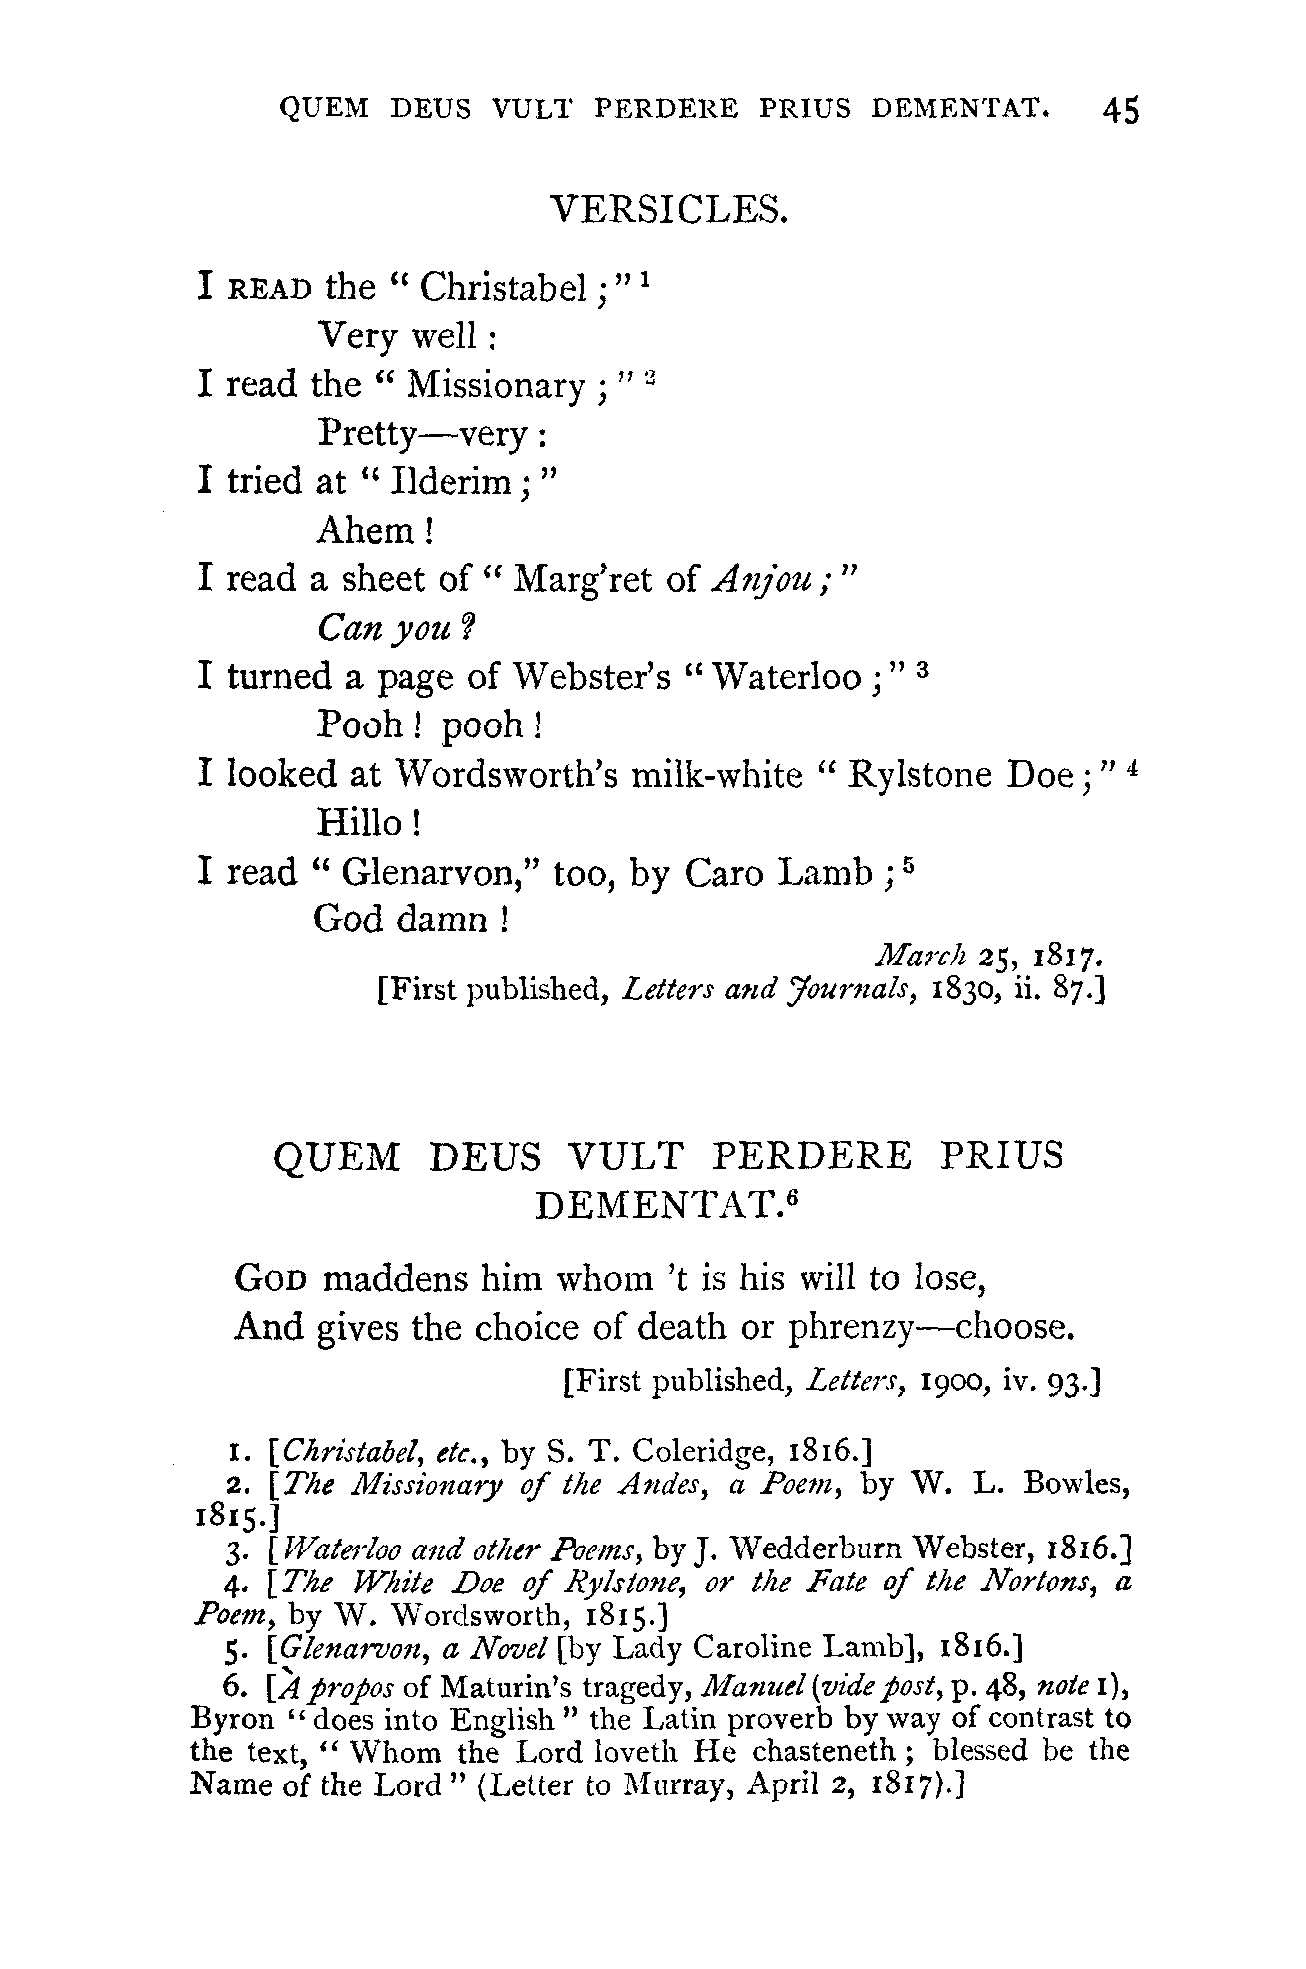 QUEM DEUS VULT PERDERE PRIUS DEMENTAT. 45
VERSICLES.
I READ the " Christabel ; " 1
Very well :
I read the " Missionary ; " 2
Pretty—very :
I tried at " Ilderim ; "
Ahem !
I read a sheet of " Marg'ret of Anjou ; "
Can you ?
I turned a page of Webster's " Waterloo ; " 3
Pooh ! pooh !
I looked at Wordsworth's milk-white " Rylstone Doe ; " 4
Hillo !
I read " Glenarvon," too, by Caro Lamb ; 5
God damn !
March 25, 1817.
[First published, Letters and Journals, 1830, ii. 87.]
QUEM DEUS VULT PERDERE PRIUS
DEMENTAT.6
GOD maddens him whom 't is his will to lose,
And gives the choice of death or phrenzy—choose.
[First published, Letters, 1900, iv. 93.]
1. [Christabel, etc., by S. T. Coleridge, 1816.]
2. [The Missionary of the Andes, a Poem, by W. L. Bowles,
1815.]
3. [Waterloo and other Poems, by J. Wedderburn Webster, 1816.]
4. [The White Doe of Rylstone, or the Fate of the Nortons, a
Poem, by W. Wordsworth, 1815.]
5. [Glenarvon, a Novel [by Lady Caroline Lamb], 1816.]
6. [À propos of Maturin's tragedy, Manuel (vide post, p. 48, note 1),
Byron " does into English " the Latin proverb by way of contrast to
the text, " Whom the Lord loveth He chasteneth ; blessed be the
Name of the Lord " (Letter to Murray, April 2, 1817).]